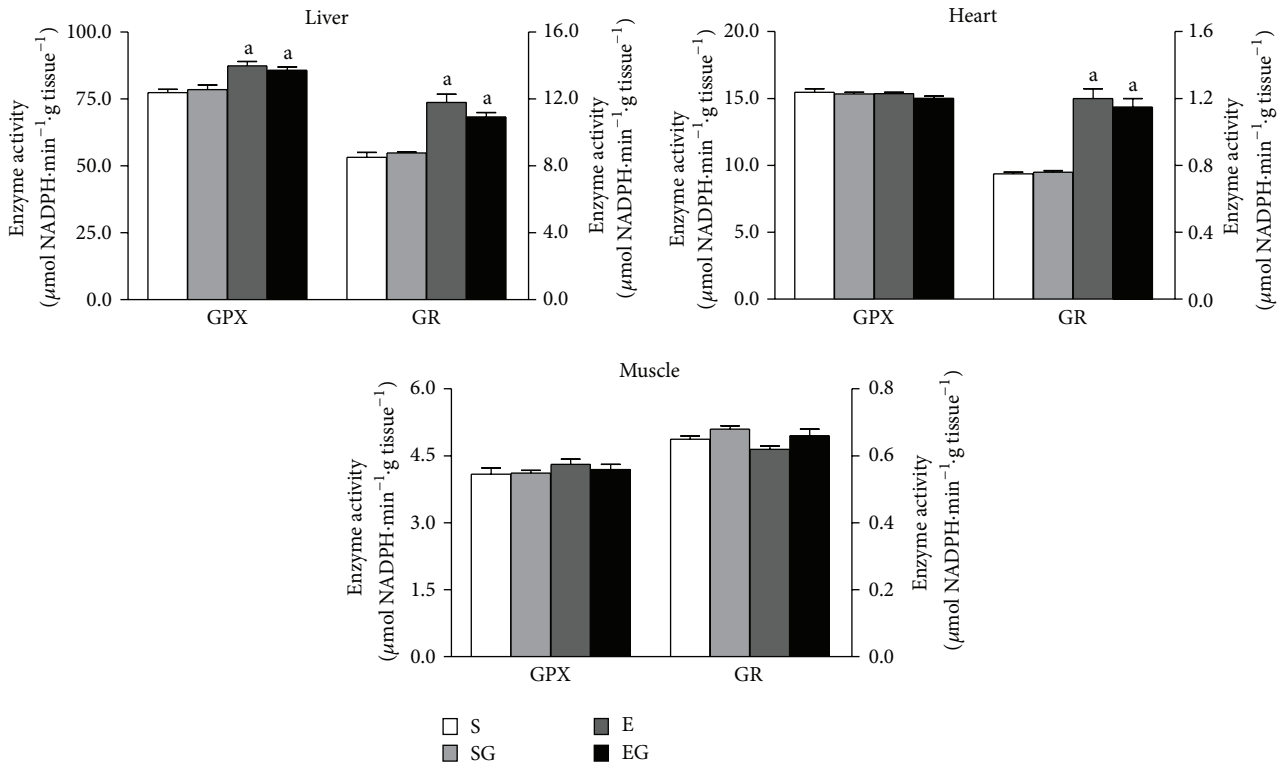 Liver
Enzyme activity
(μmol NADPH·min⁻¹·g tissue⁻¹)
100.0
75.0
50.0
25.0
0.0
a
a
a
a
GPX
GR
16.0
12.0
8.0
4.0
0.0
Enzyme activity
(μmol NADPH·min⁻¹·g tissue⁻¹)
Heart
Enzyme activity
(μmol NADPH·min⁻¹·g tissue⁻¹)
20.0
15.0
10.0
5.0
0.0
a
a
GPX
GR
1.6
1.2
0.8
0.4
0.0
Enzyme activity
(μmol NADPH·min⁻¹·g tissue⁻¹)
Muscle
Enzyme activity
(μmol NADPH·min⁻¹·g tissue⁻¹)
6.0
4.5
3.0
1.5
0.0
GPX
GR
0.8
0.6
0.4
0.2
0.0
Enzyme activity
(μmol NADPH·min⁻¹·g tissue⁻¹)
S
SG
E
EG